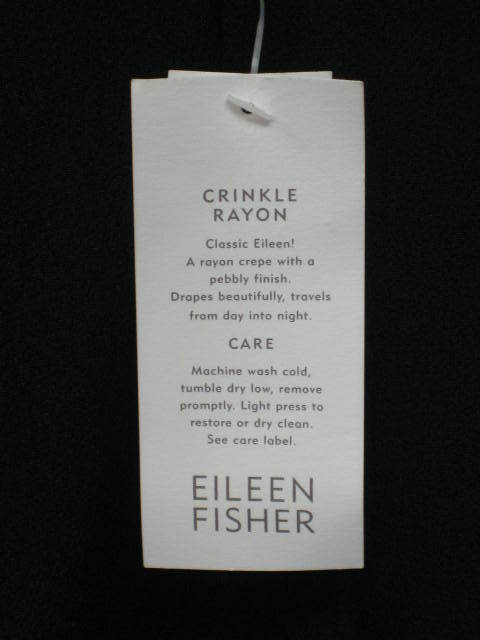 CRINKLE
RAYON
Classic Eileen!
A rayon crepe with a
pebbly finish.
Drapes beautifully, travels
from day into night.
CARE
Machine wash cold,
tumble dry low, remove
promptly. Light press to
restore or dry clean.
See care label.
EILEEN
FISHER